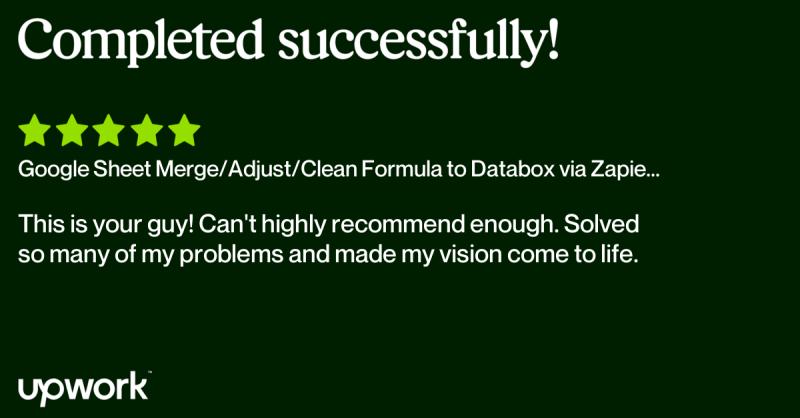 Completed successfully!
Google Sheet Merge/Adjust/Clean Formula to Databox via Zapie...
This is your guy! Can't highly recommend enough. Solved
so many of my problems and made my vision come to life.
upwork™